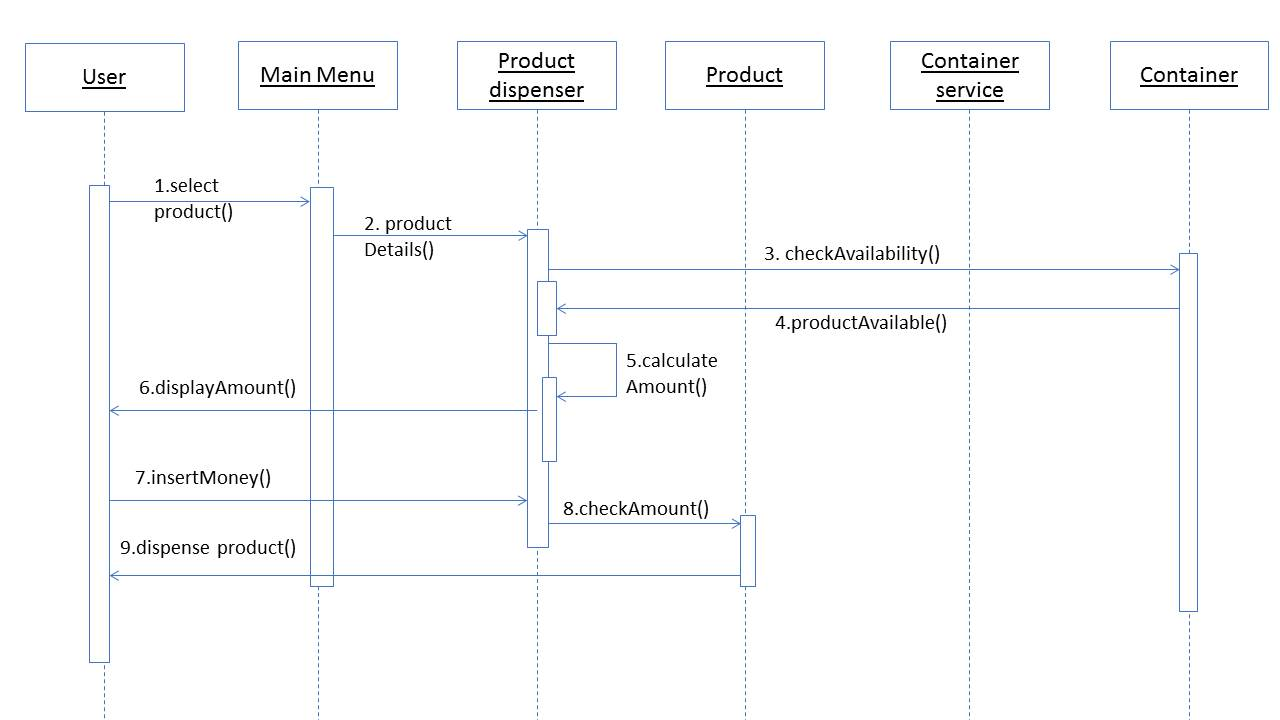 User
Main Menu
Product
dispenser
Product
Container
service
Container
1.select
product()
2. product
Details()
3. checkAvailability()
4.productAvailable()
5.calculate
Amount()
6.displayAmount()
7.insertMoney()
8.checkAmount()
9.dispense product()